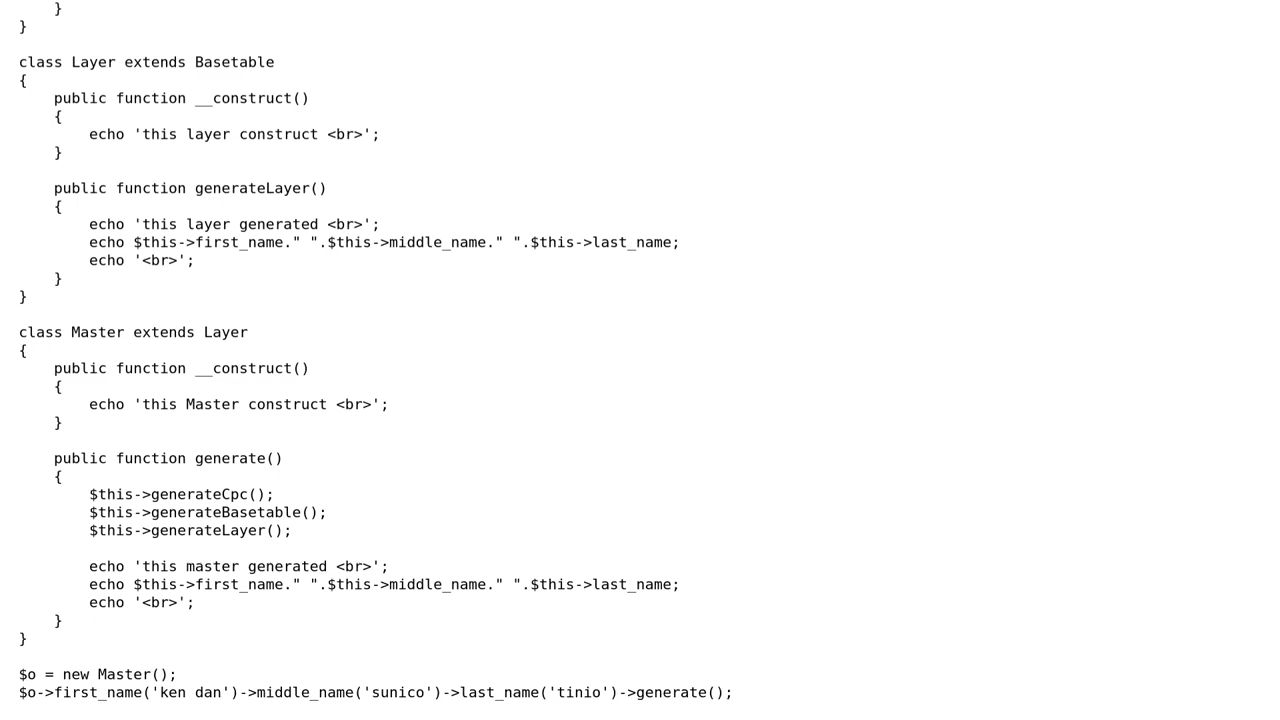 }
}

class Layer extends Basetable
{
    public function __construct()
    {
        echo 'this layer construct <br>';
    }

    public function generateLayer()
    {
        echo 'this layer generated <br>';
        echo $this->first_name." ".$this->middle_name." ".$this->last_name;
        echo '<br>';
    }
}

class Master extends Layer
{
    public function __construct()
    {
        echo 'this Master construct <br>';
    }

    public function generate()
    {
        $this->generateCpc();
        $this->generateBasetable();
        $this->generateLayer();

        echo 'this master generated <br>';
        echo $this->first_name." ".$this->middle_name." ".$this->last_name;
        echo '<br>';
    }
}

$o = new Master();
$o->first_name('ken dan')->middle_name('sunico')->last_name('tinio')->generate();